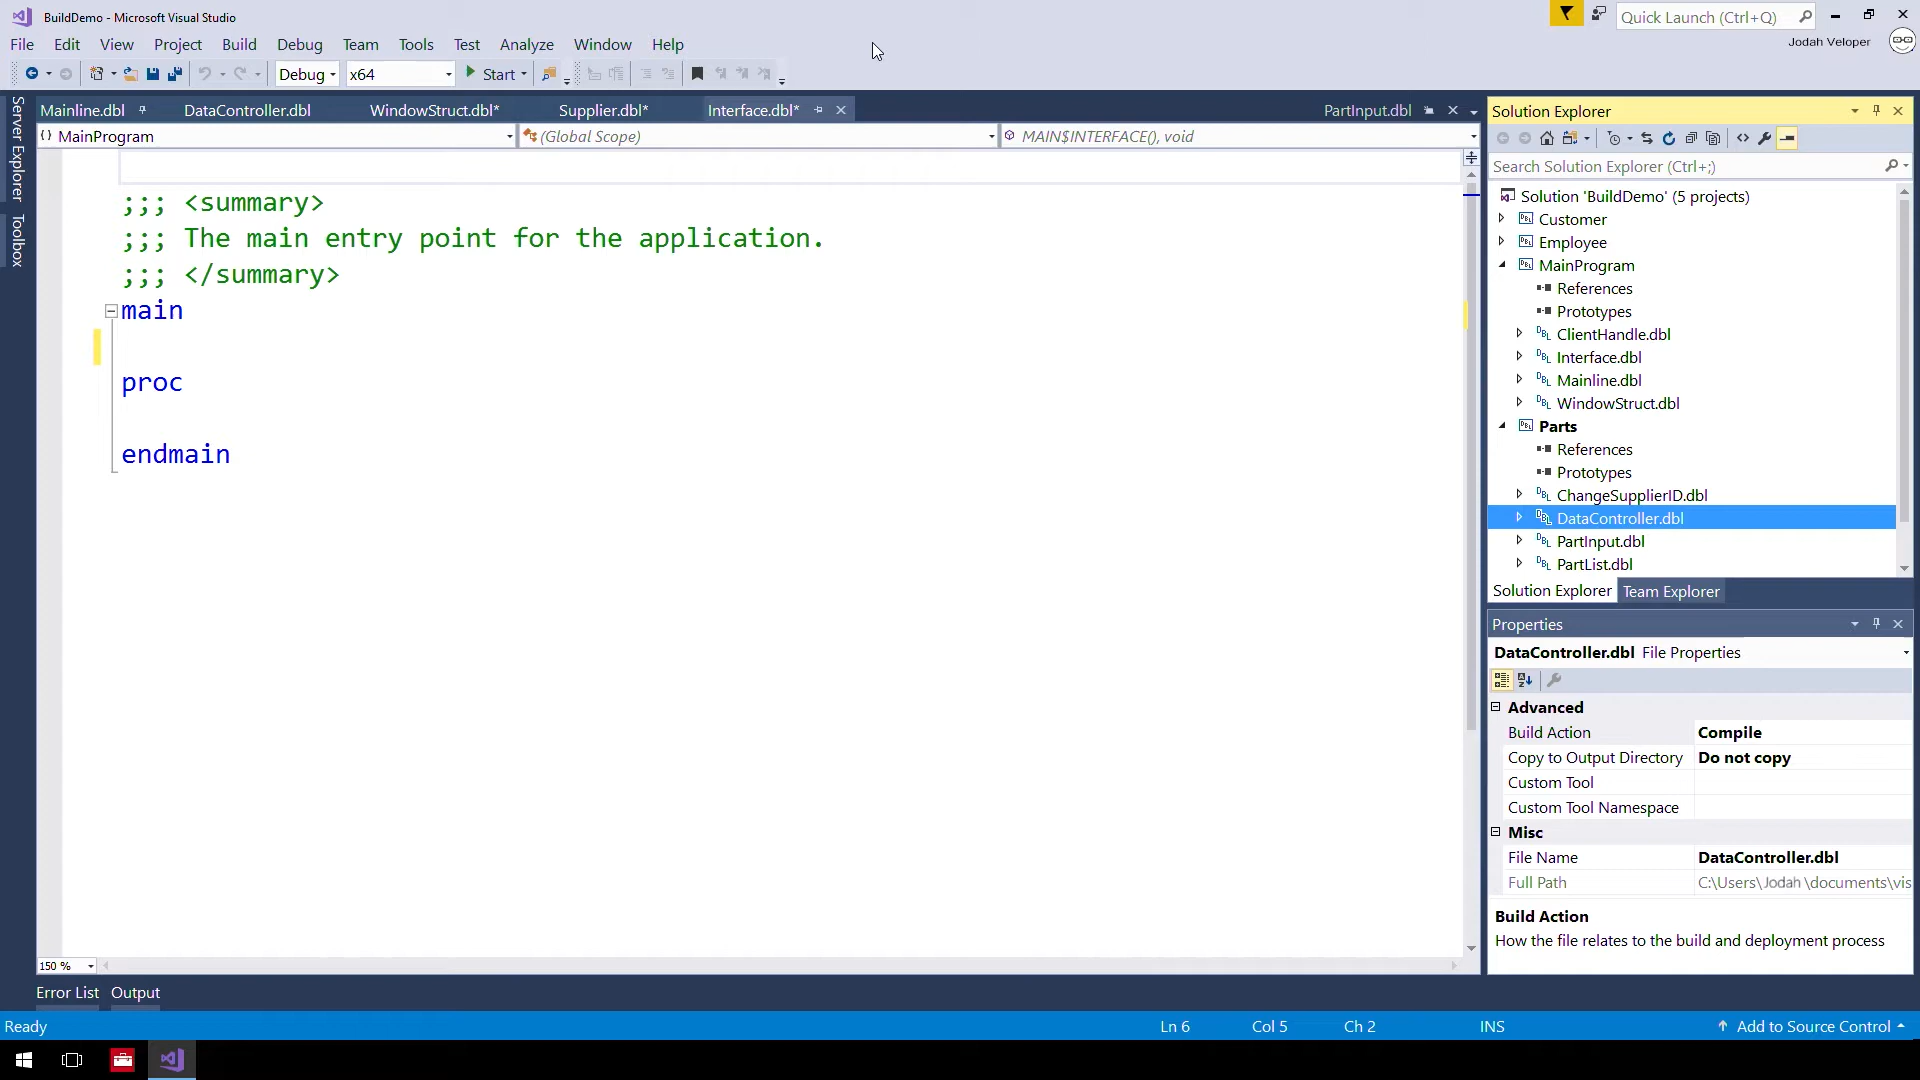 BuildDemo - Microsoft Visual Studio
Quick Launch (Ctrl+Q)
File Edit View Project Build Debug Team Tools Test Analyze Window Help
Jodah Veloper
Debug x64 Start
Server Explorer
Toolbox
Mainline.dbl DataController.dbl WindowStruct.dbl* Supplier.dbl* Interface.dbl* PartInput.dbl
MainProgram (Global Scope) MAIN$INTERFACE(), void
;;; <summary>
;;; The main entry point for the application.
;;; </summary>
main
proc
endmain
150 %
Error List Output
Solution Explorer
Search Solution Explorer (Ctrl+;)
Solution 'BuildDemo' (5 projects)
Customer
Employee
MainProgram
References
Prototypes
ClientHandle.dbl
Interface.dbl
Mainline.dbl
WindowStruct.dbl
Parts
References
Prototypes
ChangeSupplierID.dbl
DataController.dbl
PartInput.dbl
PartList.dbl
Solution Explorer Team Explorer
Properties
DataController.dbl File Properties
Advanced
Build Action Compile
Copy to Output Directory Do not copy
Custom Tool
Custom Tool Namespace
Misc
File Name DataController.dbl
Full Path C:\Users\Jodah\documents\vis
Build Action
How the file relates to the build and deployment process
Ready Ln 6 Col 5 Ch 2 INS Add to Source Control